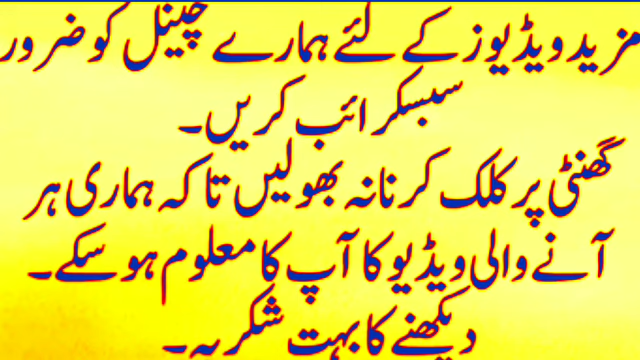 مزید ویڈیوز کے لئے ہمارے چینل کو ضرور
سبسکرائب کریں۔
گھنٹی پر کلک کرنا نہ بھولیں تاکہ ہماری ہر
آنے والی ویڈیو کا آپ کا معلوم ہو سکے۔
دیکھنے کا بہت شکریہ۔